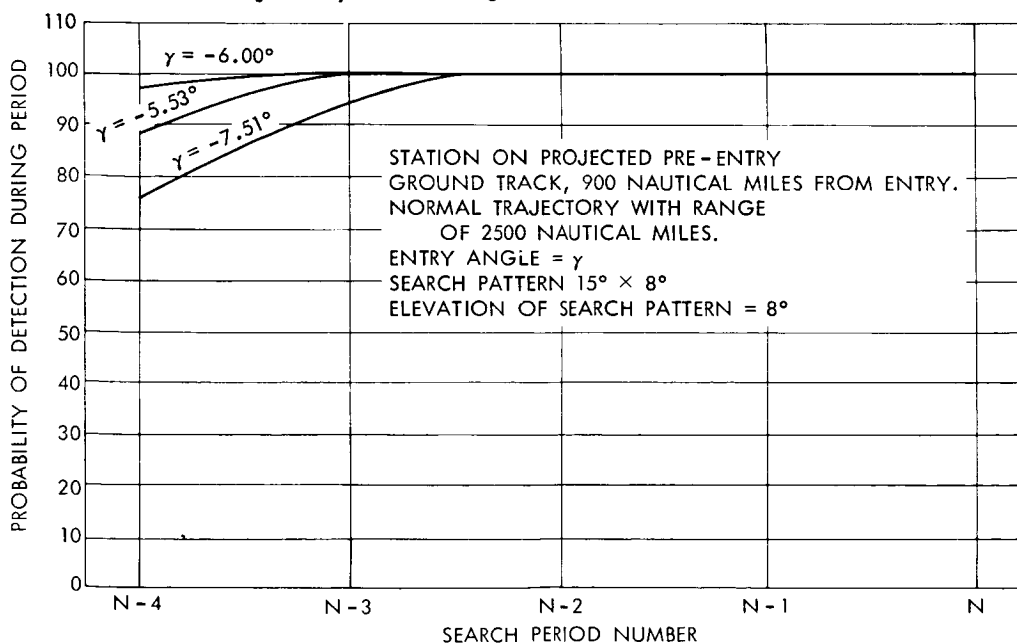 110
100
90
80
70
60
50
40
30
20
10
0
PROBABILITY OF DETECTION DURING PERIOD
γ = -6.00°
γ = -5.53°
γ = -7.51°
STATION ON PROJECTED PRE-ENTRY
GROUND TRACK, 900 NAUTICAL MILES FROM ENTRY.
NORMAL TRAJECTORY WITH RANGE
OF 2500 NAUTICAL MILES.
ENTRY ANGLE = γ
SEARCH PATTERN 15° × 8°
ELEVATION OF SEARCH PATTERN = 8°
N-4 N-3 N-2 N-1 N
SEARCH PERIOD NUMBER